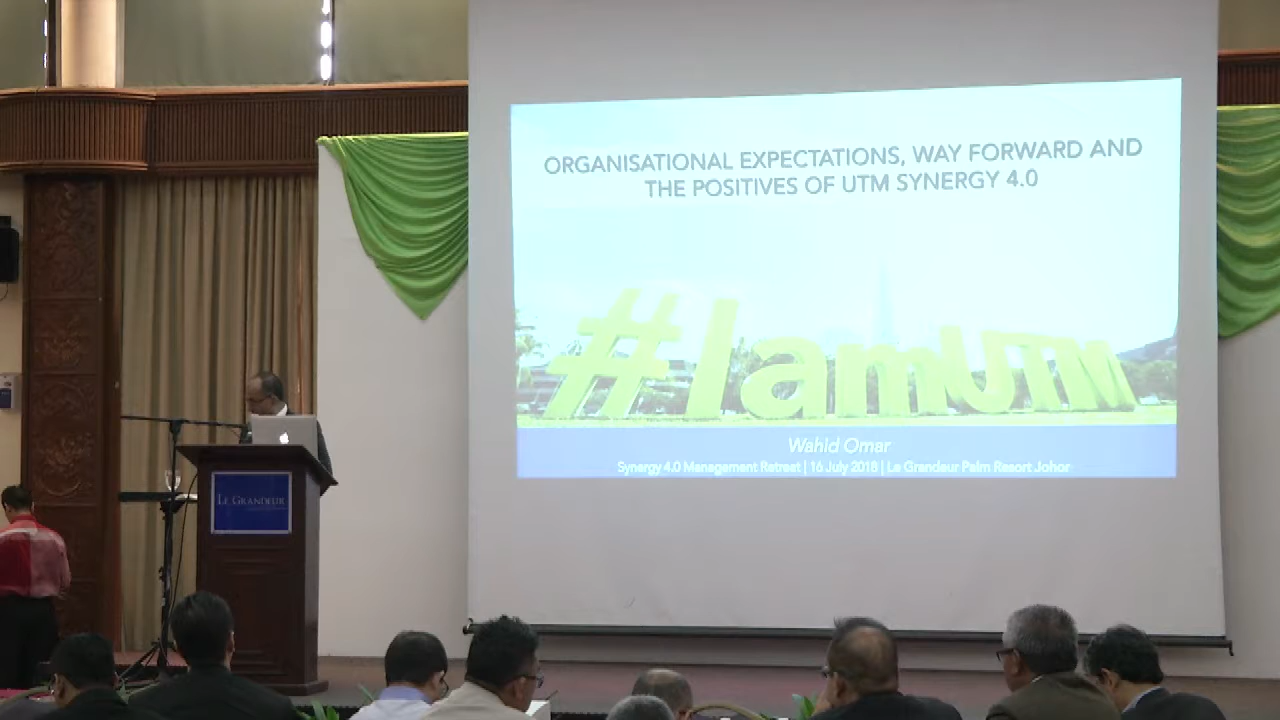 ORGANISATIONAL EXPECTATIONS, WAY FORWARD AND
THE POSITIVES OF UTM SYNERGY 4.0
#IamUTM
Wahid Omar
Synergy 4.0 Management Retreat | 16 July 2018 | Le Grandeur Palm Resort Johor
LE GRANDEUR